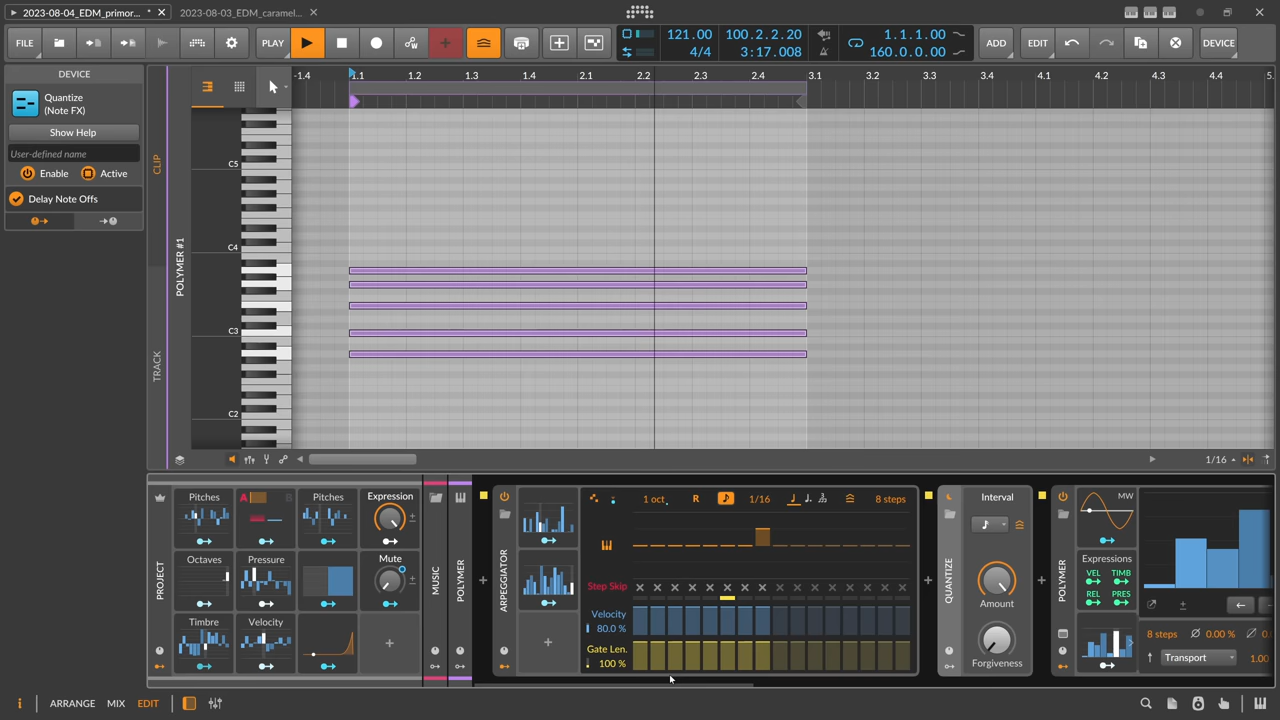 2023-08-04_EDM_primor... *
2023-08-03_EDM_caramel...
FILE
PLAY
121.00
4/4
100.2.2.20
3:17.008
1.1.1.00
160.0.0.00
ADD
EDIT
DEVICE
DEVICE
Quantize
(Note FX)
Show Help
User-defined name
Enable
Active
Delay Note Offs
CLIP
TRACK
POLYMER #1
-1.4
1.1
1.2
1.3
1.4
2.1
2.2
2.3
2.4
3.1
3.2
3.3
3.4
4.1
4.2
4.3
4.4
5.
C5
C4
C3
C2
1/16
PROJECT
Pitches
A
B
Pitches
Expression
Octaves
Pressure
Mute
Timbre
Velocity
MUSIC
POLYMER
ARPEGGIATOR
1 oct.
R
1/16
8 steps
Step Skip
Velocity
80.0 %
Gate Len.
100 %
QUANTIZE
Interval
Amount
Forgiveness
POLYMER
MW
Expressions
VEL
TIMB
REL
PRES
8 steps
0.00 %
0.
Transport
1.00
i
ARRANGE
MIX
EDIT